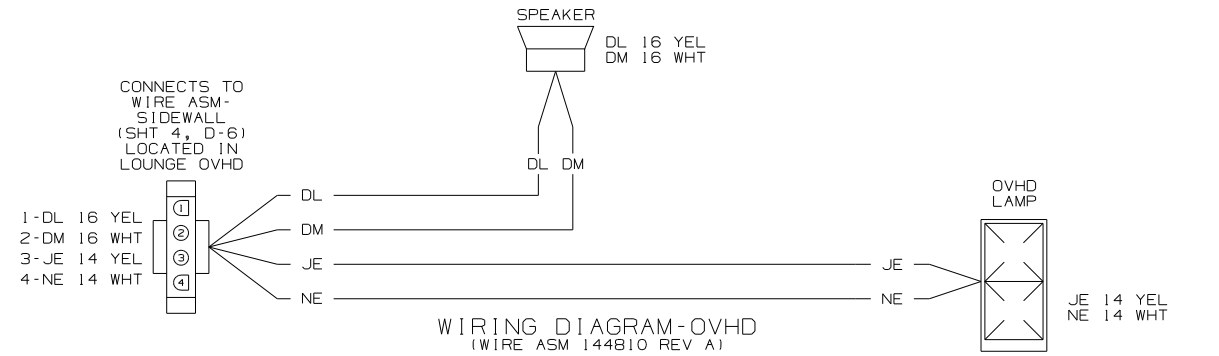 SPEAKER
DL 16 YEL
DM 16 WHT
CONNECTS TO
WIRE ASM-
SIDEWALL
(SHT 4, D-6)
LOCATED IN
LOUNGE OVHD
DL DM
1-DL 16 YEL
2-DM 16 WHT
3-JE 14 YEL
4-NE 14 WHT
1
2
3
4
DL
DM
JE
NE
JE
NE
OVHD
LAMP
JE 14 YEL
NE 14 WHT
WIRING DIAGRAM-OVHD
(WIRE ASM 144810 REV A)